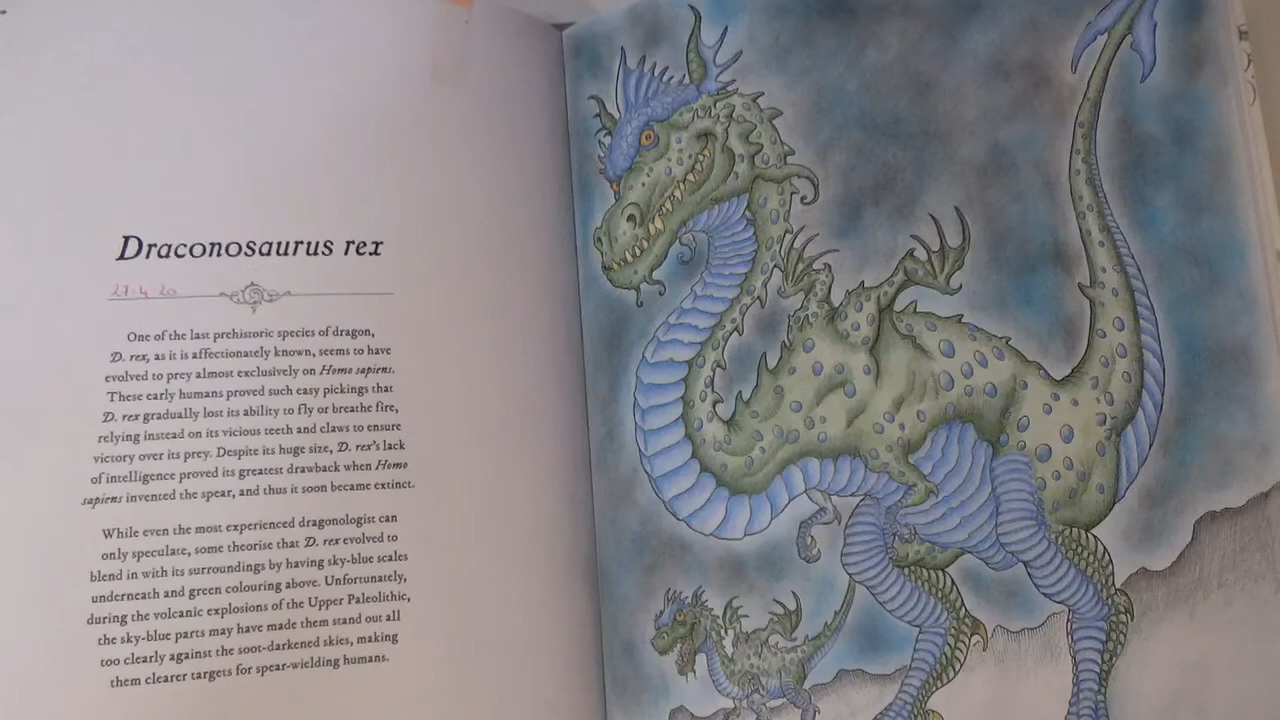 Draconosaurus rex
27-4-20
One of the last prehistoric species of dragon,
D. rex, as it is affectionately known, seems to have
evolved to prey almost exclusively on Homo sapiens.
These early humans proved such easy pickings that
D. rex gradually lost its ability to fly or breathe fire,
relying instead on its vicious teeth and claws to ensure
victory over its prey. Despite its huge size, D. rex's lack
of intelligence proved its greatest drawback when Homo
sapiens invented the spear, and thus it soon became extinct.
While even the most experienced dragonologist can
only speculate, some theorise that D. rex evolved to
blend in with its surroundings by having sky-blue scales
underneath and green colouring above. Unfortunately,
during the volcanic explosions of the Upper Paleolithic,
the sky-blue parts may have made them stand out all
too clearly against the soot-darkened skies, making
them clearer targets for spear-wielding humans.